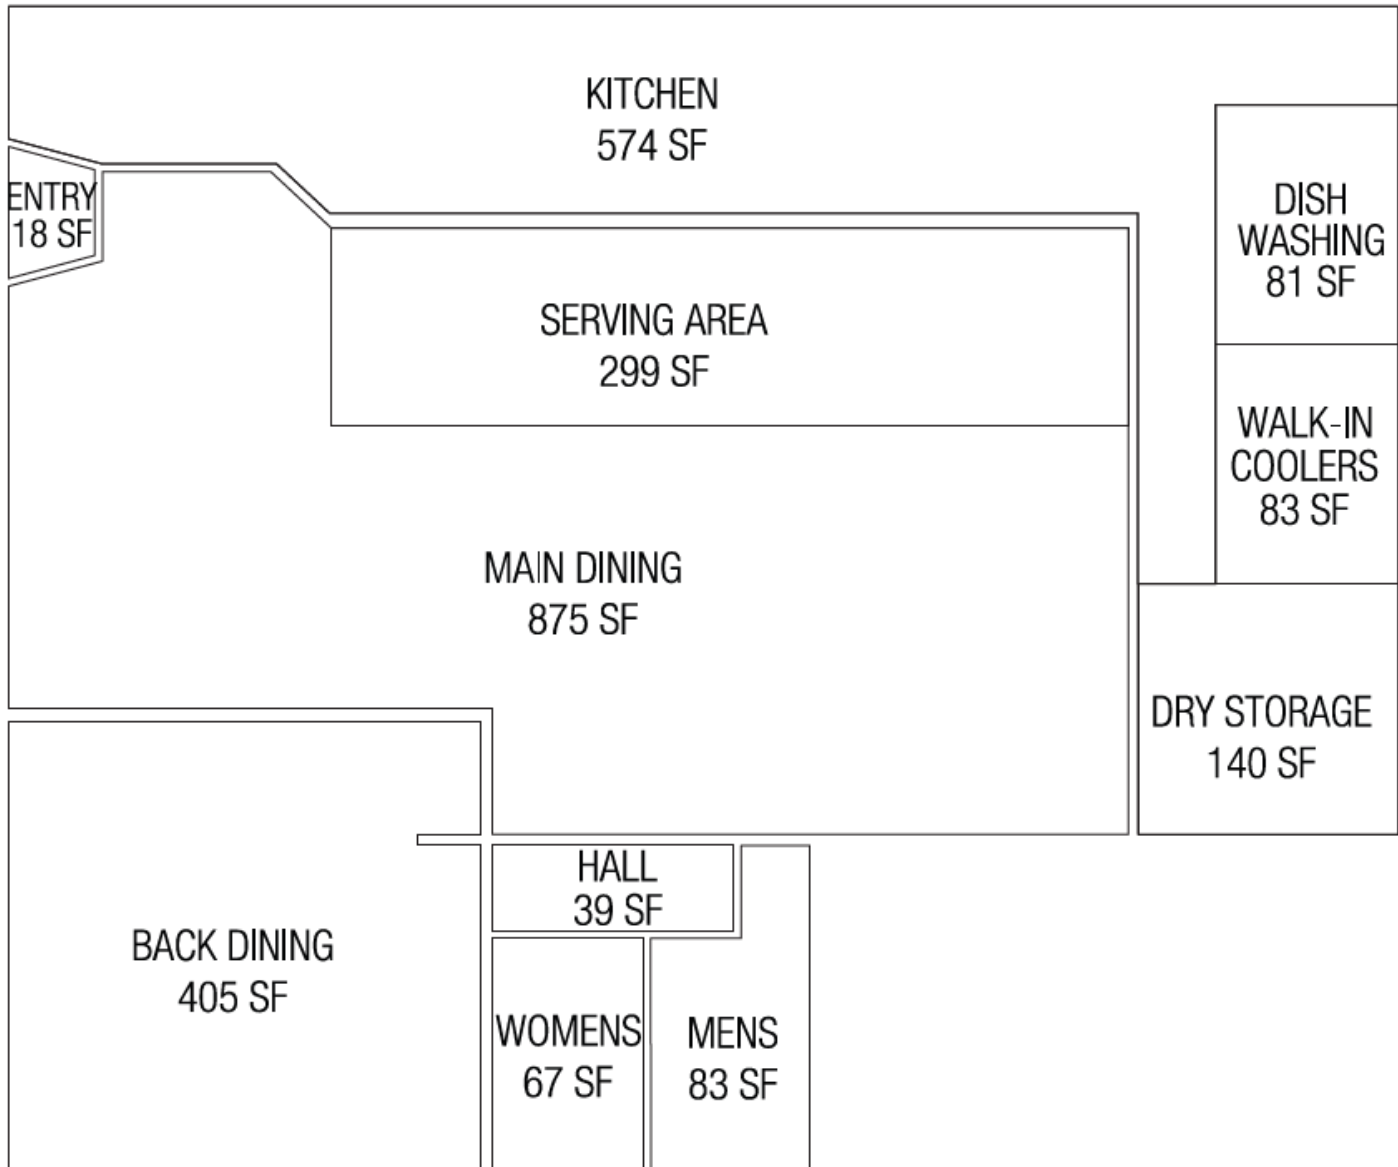 KITCHEN
574 SF
ENTRY
18 SF
DISH
WASHING
81 SF
SERVING AREA
299 SF
WALK-IN
COOLERS
83 SF
MAIN DINING
875 SF
DRY STORAGE
140 SF
HALL
39 SF
BACK DINING
405 SF
WOMENS
67 SF
MENS
83 SF